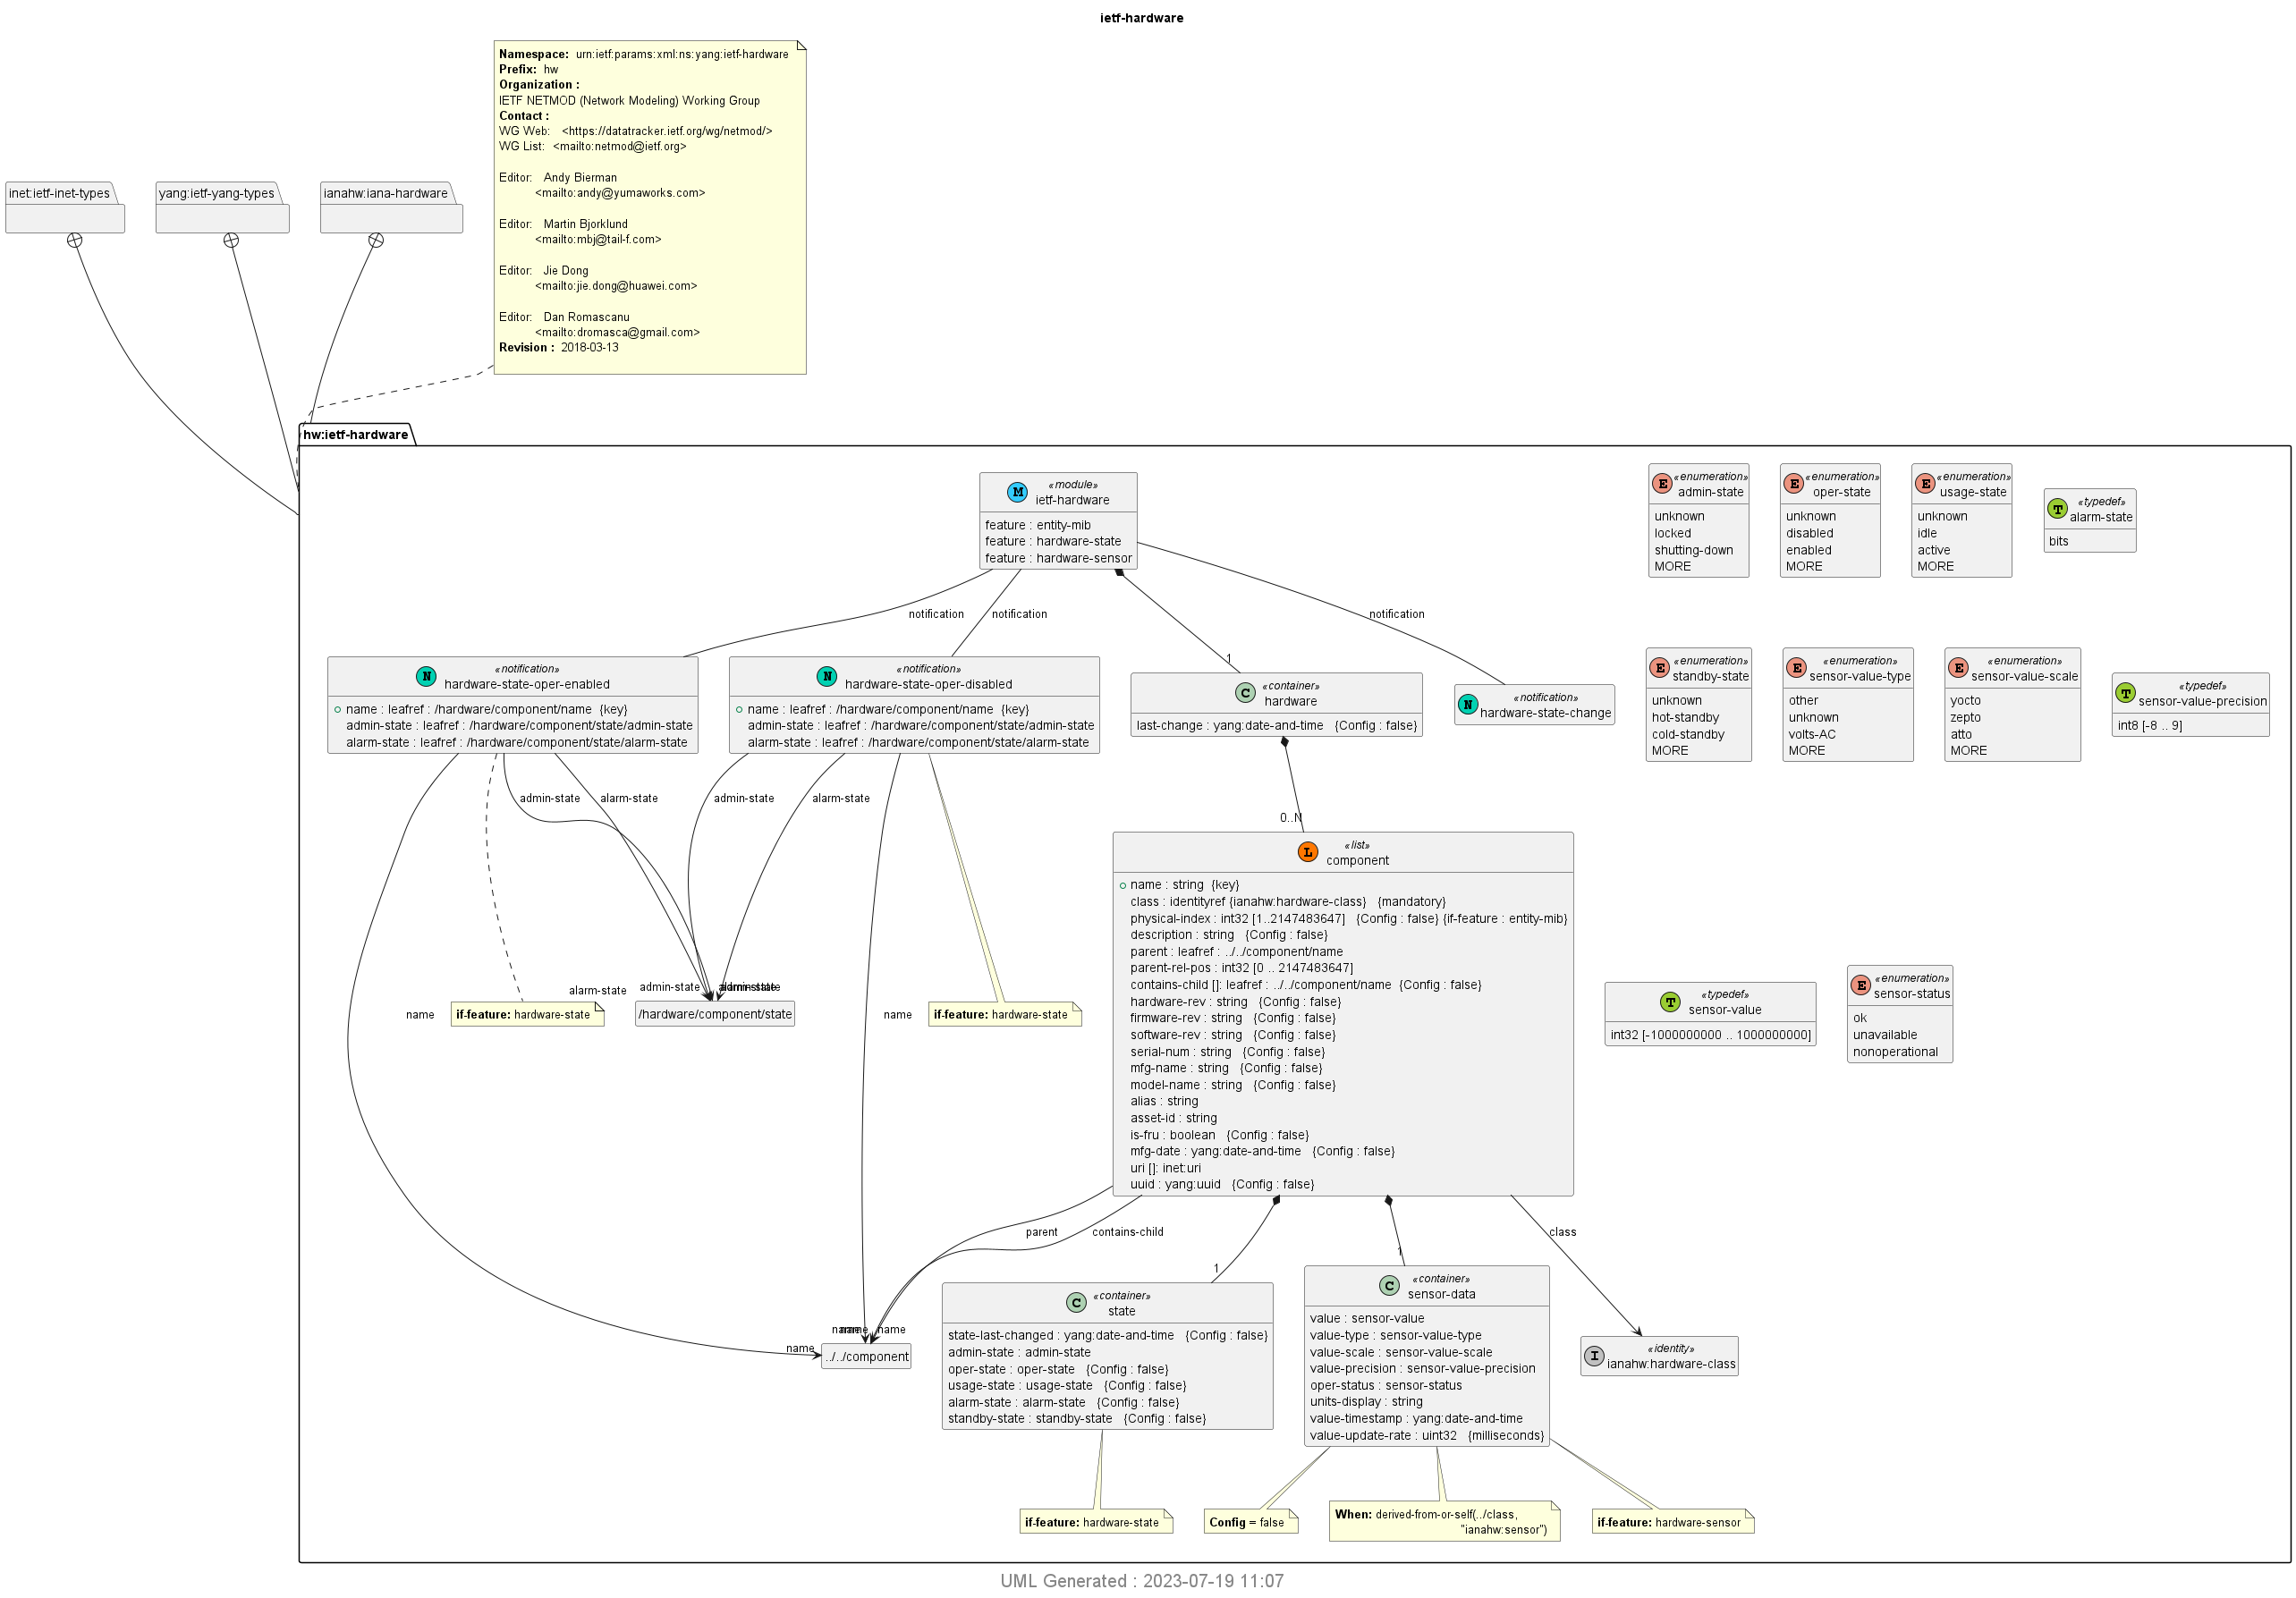 ietf-hardware
Namespace: urn:ietf:params:xml:ns:yang:ietf-hardware
Prefix: hw
Organization :
IETF NETMOD (Network Modeling) Working Group
Contact :
WG Web: <https://datatracker.ietf.org/wg/netmod/>
WG List: <mailto:netmod@ietf.org>
Editor: Andy Bierman
<mailto:andy@yumaworks.com>
Editor: Martin Bjorklund
<mailto:mbj@tail-f.com>
Editor: Jie Dong
<mailto:jie.dong@huawei.com>
Editor: Dan Romascanu
<mailto:dromasca@gmail.com>
Revision : 2018-03-13
inet:ietf-inet-types
yang:ietf-yang-types
ianahw:iana-hardware
hw:ietf-hardware
M
«module»
ietf-hardware
feature : entity-mib
feature : hardware-state
feature : hardware-sensor
E
«enumeration»
admin-state
unknown
locked
shutting-down
MORE
E
«enumeration»
oper-state
unknown
disabled
enabled
MORE
E
«enumeration»
usage-state
unknown
idle
active
MORE
T
«typedef»
alarm-state
bits
notification
notification
notification
1
N
«notification»
hardware-state-oper-enabled
name : leafref : /hardware/component/name {key}
admin-state : leafref : /hardware/component/state/admin-state
alarm-state : leafref : /hardware/component/state/alarm-state
N
«notification»
hardware-state-oper-disabled
name : leafref : /hardware/component/name {key}
admin-state : leafref : /hardware/component/state/admin-state
alarm-state : leafref : /hardware/component/state/alarm-state
C
«container»
hardware
last-change : yang:date-and-time {Config : false}
N
«notification»
hardware-state-change
E
«enumeration»
standby-state
unknown
hot-standby
cold-standby
MORE
E
«enumeration»
sensor-value-type
other
unknown
volts-AC
MORE
E
«enumeration»
sensor-value-scale
yocto
zepto
atto
MORE
T
«typedef»
sensor-value-precision
int8 [-8 .. 9]
admin-state
alarm-state
admin-state
alarm-state
0..N
L
«list»
component
name : string {key}
class : identityref {ianahw:hardware-class} {mandatory}
physical-index : int32 [1..2147483647] {Config : false} {if-feature : entity-mib}
description : string {Config : false}
parent : leafref : ../../component/name
parent-rel-pos : int32 [0 .. 2147483647]
contains-child []: leafref : ../../component/name {Config : false}
hardware-rev : string {Config : false}
firmware-rev : string {Config : false}
software-rev : string {Config : false}
serial-num : string {Config : false}
mfg-name : string {Config : false}
model-name : string {Config : false}
alias : string
asset-id : string
is-fru : boolean {Config : false}
mfg-date : yang:date-and-time {Config : false}
uri []: inet:uri
uuid : yang:uuid {Config : false}
alarm-state
admin-state
name
if-feature: hardware-state
/hardware/component/state
name
if-feature: hardware-state
T
«typedef»
sensor-value
int32 [-1000000000 .. 1000000000]
E
«enumeration»
sensor-status
ok
unavailable
nonoperational
parent
contains-child
class
1
1
name
name
../../component
C
«container»
state
state-last-changed : yang:date-and-time {Config : false}
admin-state : admin-state
oper-state : oper-state {Config : false}
usage-state : usage-state {Config : false}
alarm-state : alarm-state {Config : false}
standby-state : standby-state {Config : false}
C
«container»
sensor-data
value : sensor-value
value-type : sensor-value-type
value-scale : sensor-value-scale
value-precision : sensor-value-precision
oper-status : sensor-status
units-display : string
value-timestamp : yang:date-and-time
value-update-rate : uint32 {milliseconds}
I
«identity»
ianahw:hardware-class
if-feature: hardware-state
Config = false
When: derived-from-or-self(../class,
"ianahw:sensor")
if-feature: hardware-sensor
UML Generated : 2023-07-19 11:07